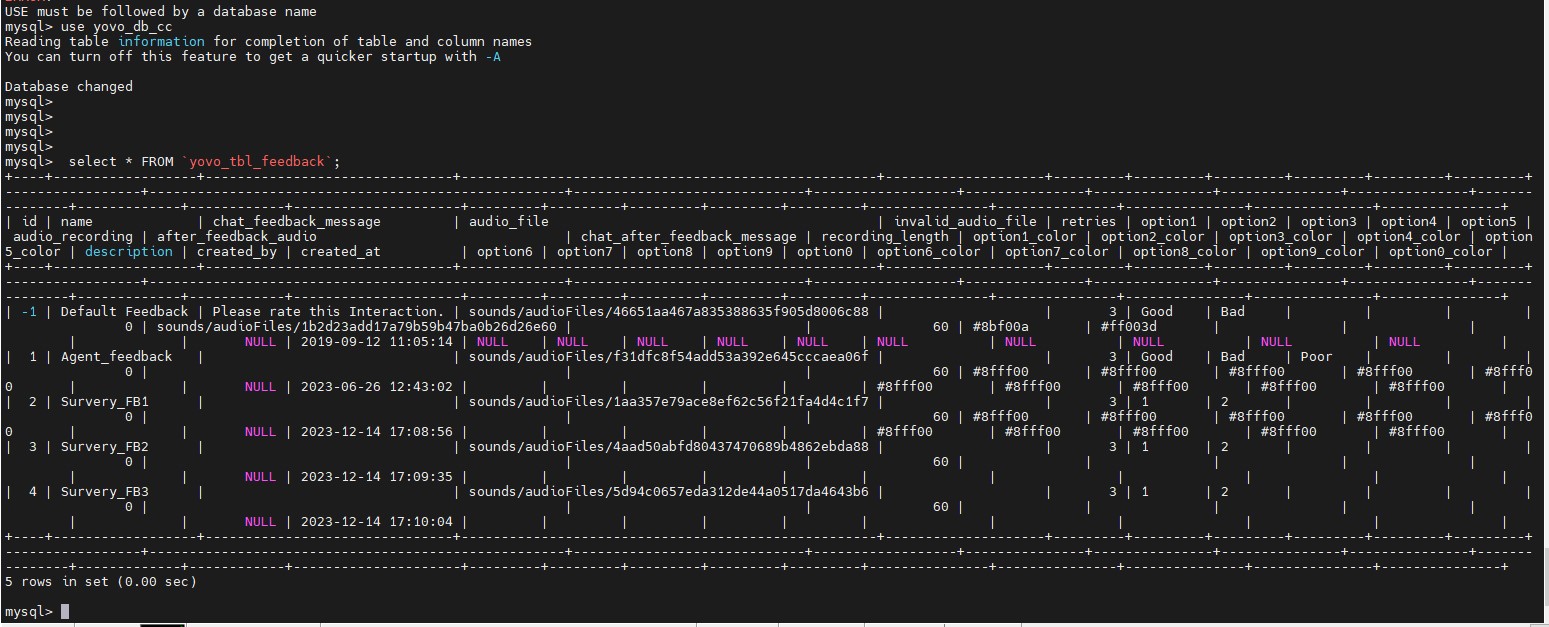 USE must be followed by a database name
mysql> use yovo_db_cc
Reading table information for completion of table and column names
You can turn off this feature to get a quicker startup with -A
Database changed
mysql>
mysql>
mysql>
mysql>
mysql>  select * FROM `yovo_tbl_feedback`;
| id | name | chat_feedback_message | audio_file | invalid_audio_file | retries | option1 | option2 | option3 | option4 | option5 |
audio_recording | after_feedback_audio | chat_after_feedback_message | recording_length | option1_color | option2_color | option3_color | option4_color | option
5_color | description | created_by | created_at | option6 | option7 | option8 | option9 | option0 | option6_color | option7_color | option8_color | option9_color | option0_color |
| -1 | Default Feedback | Please rate this Interaction. | sounds/audioFiles/46651aa467a835388635f905d8006c88 | | 3 | Good | Bad | | | |
0 | sounds/audioFiles/1b2d23add17a79b59b47ba0b26d26e60 | | 60 | #8bf00a | #ff003d | | |
| | NULL | 2019-09-12 11:05:14 | NULL | NULL | NULL | NULL | NULL | NULL | NULL | NULL | NULL | NULL |
| 1 | Agent_feedback | | sounds/audioFiles/f31dfc8f54add53a392e645cccaea06f | | 3 | Good | Bad | Poor | | |
0 | | | 60 | #8fff00 | #8fff00 | #8fff00 | #8fff00 | #8fff0
0 | | NULL | 2023-06-26 12:43:02 | | | | | | #8fff00 | #8fff00 | #8fff00 | #8fff00 | #8fff00 |
| 2 | Survery_FB1 | | sounds/audioFiles/1aa357e79ace8ef62c56f21fa4d4c1f7 | | 3 | 1 | 2 | | | |
0 | | | 60 | #8fff00 | #8fff00 | #8fff00 | #8fff00 | #8fff0
0 | | NULL | 2023-12-14 17:08:56 | | | | | | #8fff00 | #8fff00 | #8fff00 | #8fff00 | #8fff00 |
| 3 | Survery_FB2 | | sounds/audioFiles/4aad50abfd80437470689b4862ebda88 | | 3 | 1 | 2 | | | |
0 | | | 60 | | | | |
| | NULL | 2023-12-14 17:09:35 | | | | | | | | | | |
| 4 | Survery_FB3 | | sounds/audioFiles/5d94c0657eda312de44a0517da4643b6 | | 3 | 1 | 2 | | | |
0 | | | 60 | | | | |
| | NULL | 2023-12-14 17:10:04 | | | | | | | | | | |
5 rows in set (0.00 sec)
mysql>